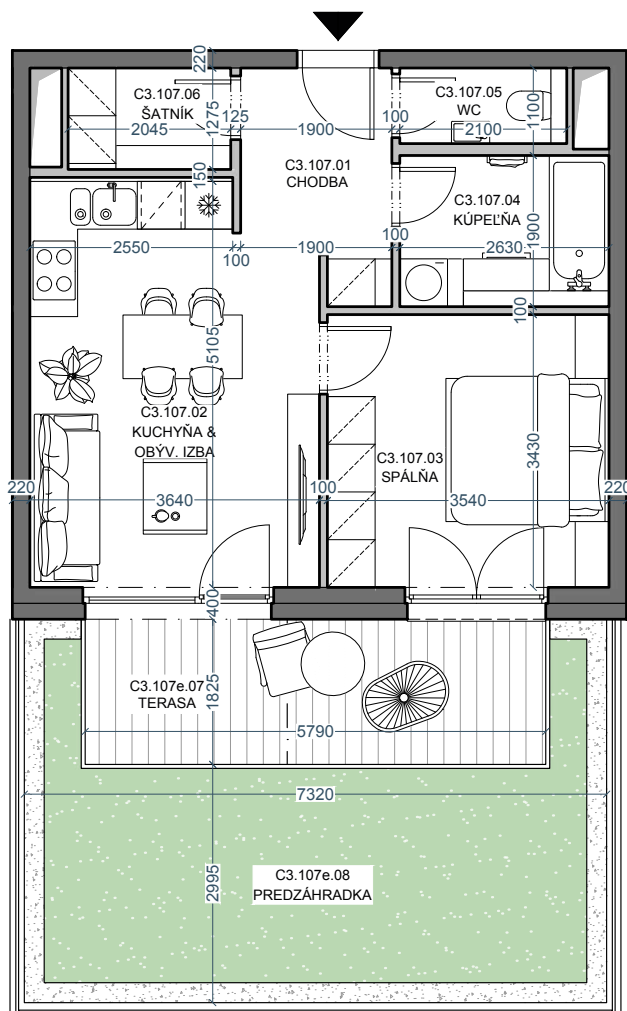 220
C3.107.06
ŠATNÍK
2045
1275
125
1900
100
C3.107.05
WC
1100
2100
150
C3.107.01
CHODBA
C3.107.04
KÚPEĽŇA
1900
2550
100
1900
100
2630
100
5105
C3.107.02
KUCHYŇA &
OBÝV. IZBA
C3.107.03
SPÁLŇA
3430
220
3640
100
3540
220
400
C3.107e.07
TERASA
1825
5790
7320
2995
C3.107e.08
PREDZÁHRADKA